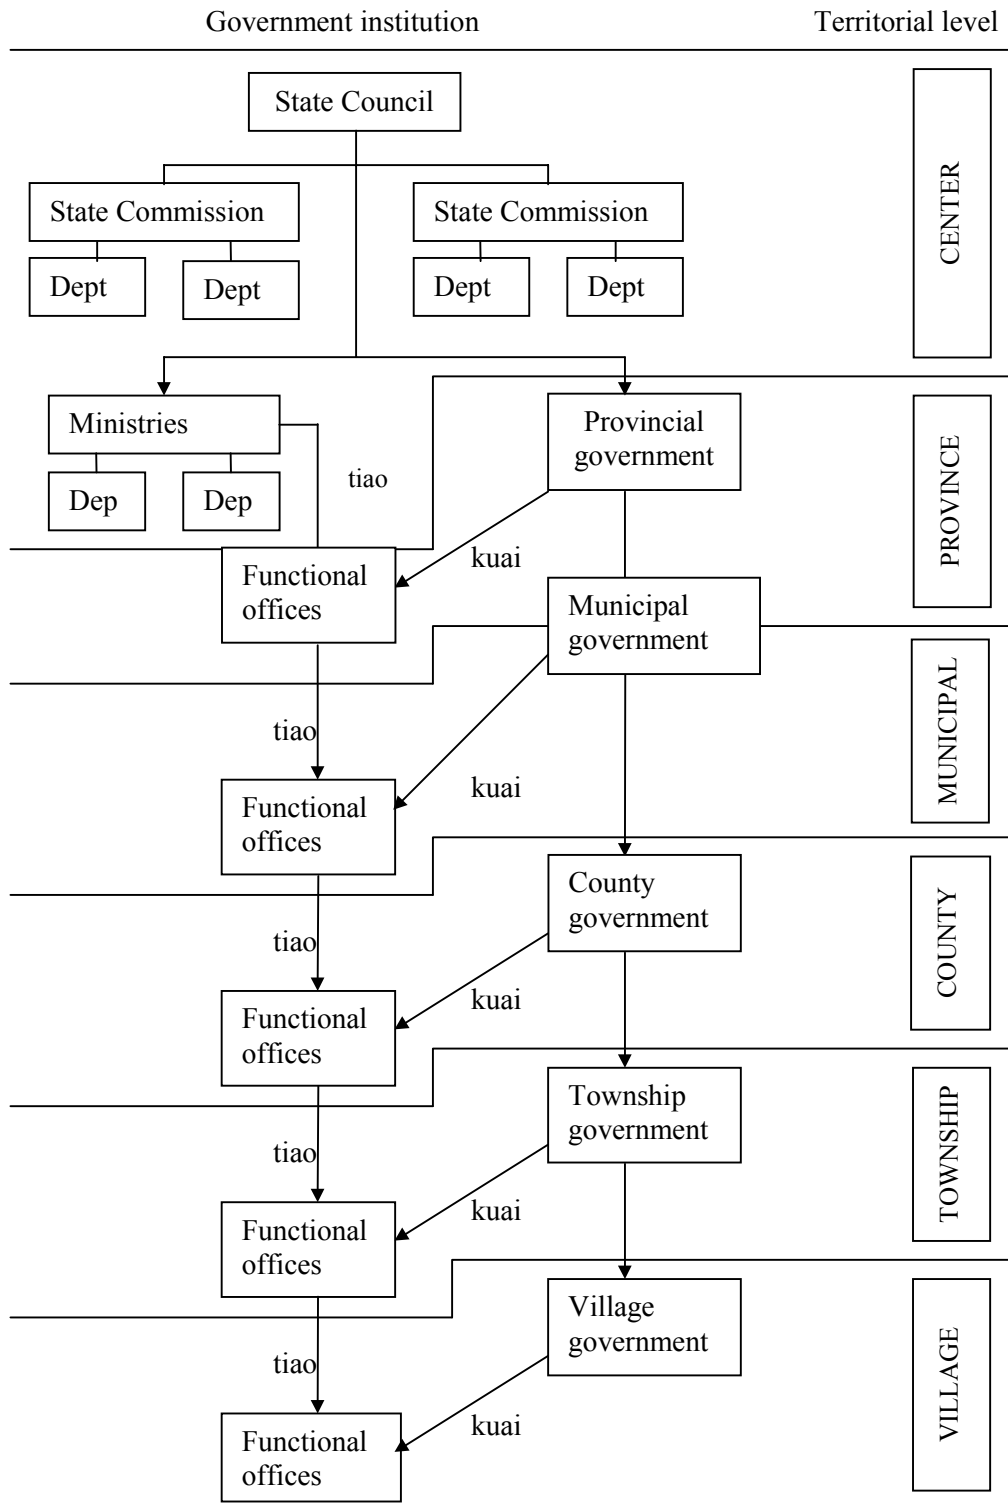 Government institution
Territorial level
State Council
CENTER
State Commission
State Commission
Dept
Dept
Dept
Dept
Ministries
Provincial
government
PROVINCE
tiao
Dep
Dep
kuai
Functional
offices
Municipal
government
MUNICIPAL
tiao
kuai
Functional
offices
County
government
COUNTY
tiao
kuai
Functional
offices
Township
government
TOWNSHIP
tiao
kuai
Functional
offices
Village
government
VILLAGE
tiao
kuai
Functional
offices